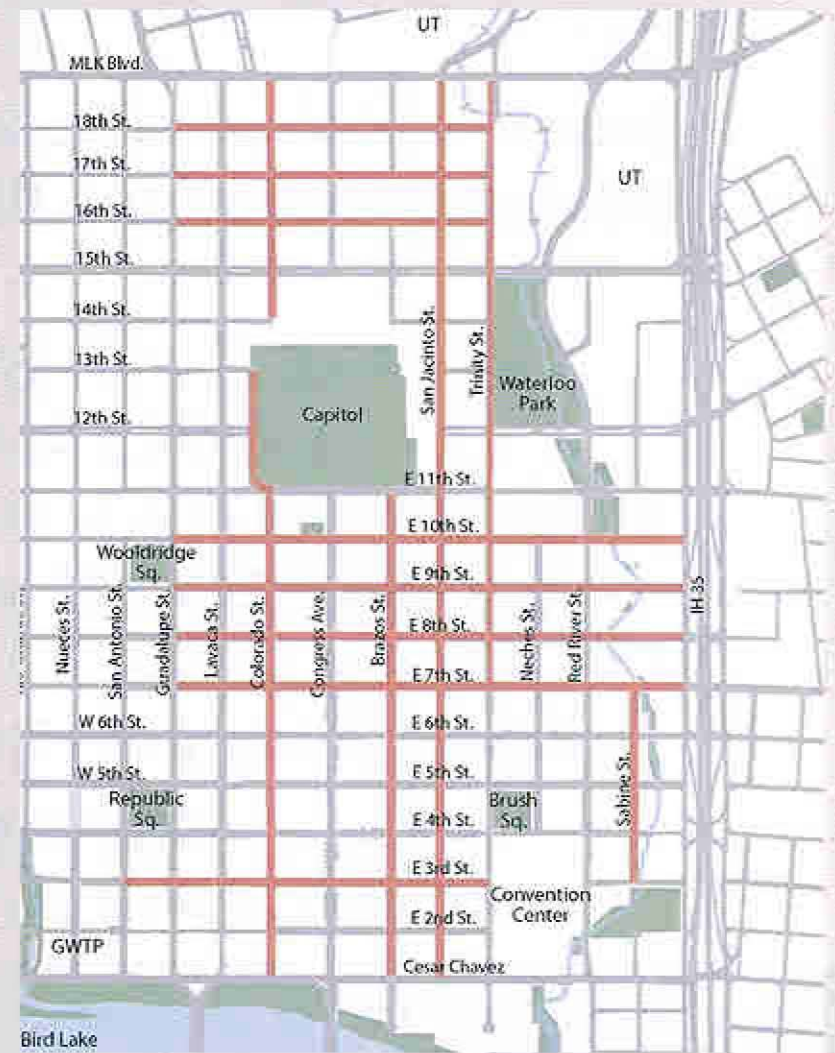 UT
MLK Blvd.
18th St.
17th St.
UT
16th St.
15th St.
14th St.
San Jacinto St.
Trinity St.
13th St.
Waterloo
Park
Capitol
12th St.
E 11th St.
E 10th St.
Wooldridge
Sq.
E 9th St.
IH-35
Nueces St.
San Antonio St.
Guradalupe St.
Lavaca St.
Colorado St.
Congress Ave.
Brazos St.
E 8th St.
Neches St.
Red River St.
E 7th St.
W 6th St.
E 6th St.
W 5th St.
E 5th St.
Sabine St.
Republic
Sq.
Brush
Sq.
E 4th St.
E 3rd St.
Convention
Center
E 2nd St.
GWTP
Cesar Chavez
Bird Lake